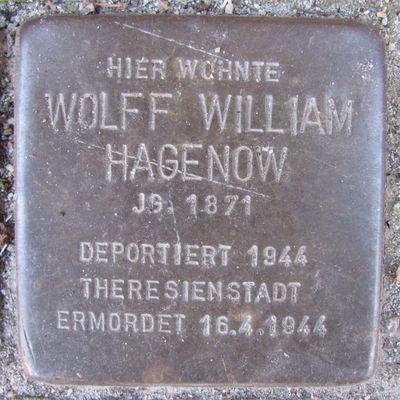 HIER WOHNTE
WOLFF WILLIAM
HAGENOW
JG. 1871
DEPORTIERT 1944
THERESIENSTADT
ERMORDET 16.4.1944